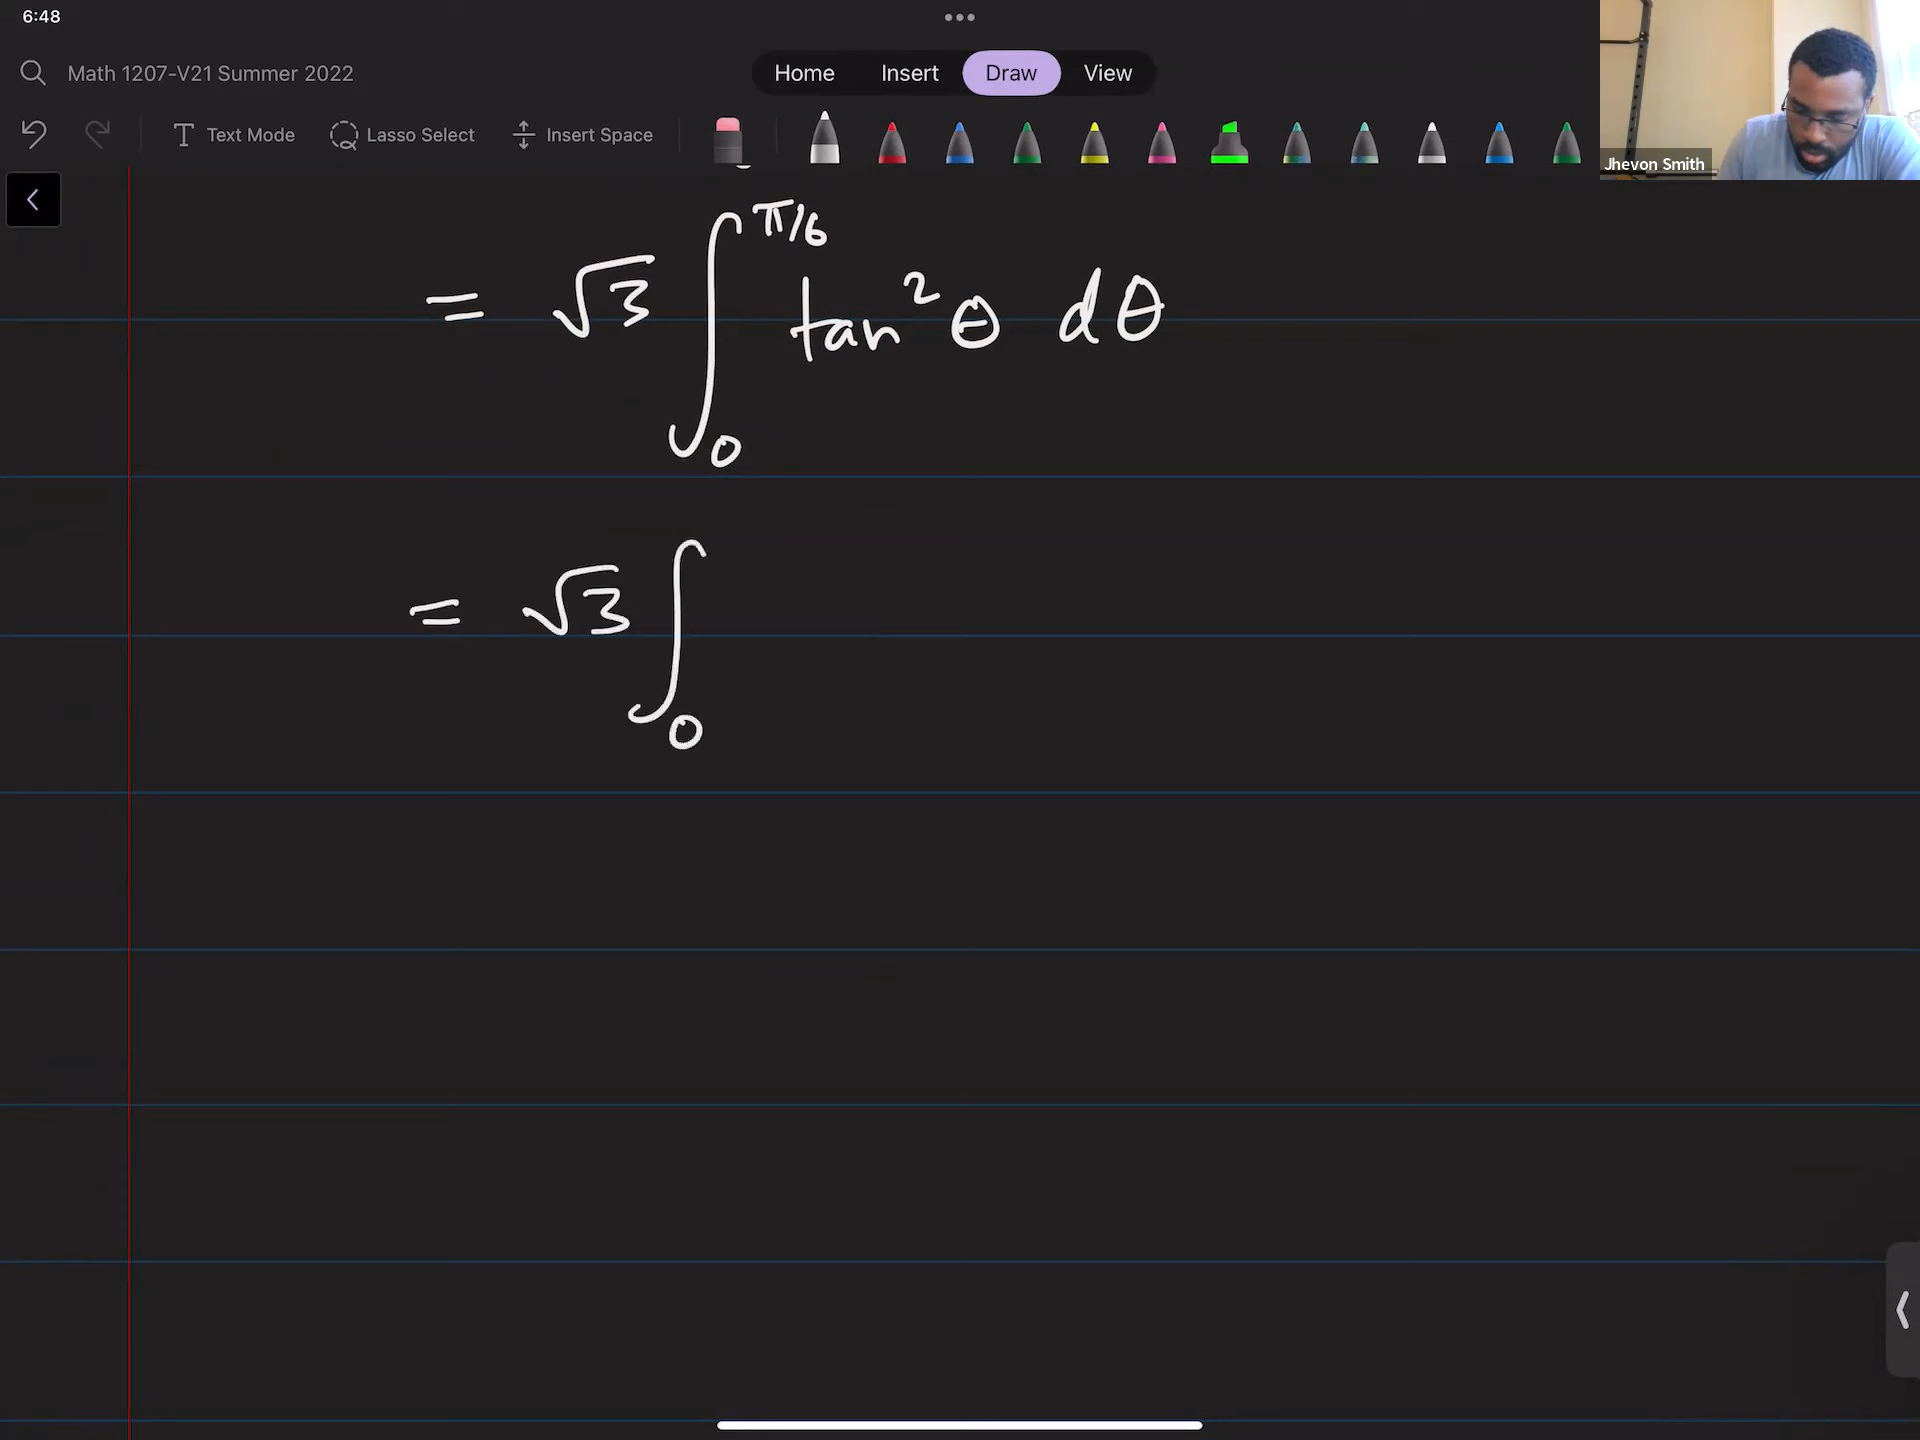 6:48
Math 1207-V21 Summer 2022
Home Insert Draw View
Text Mode Lasso Select Insert Space
Jhevon Smith
= √3 ∫₀^{π/6} tan²θ dθ
= √3 ∫₀